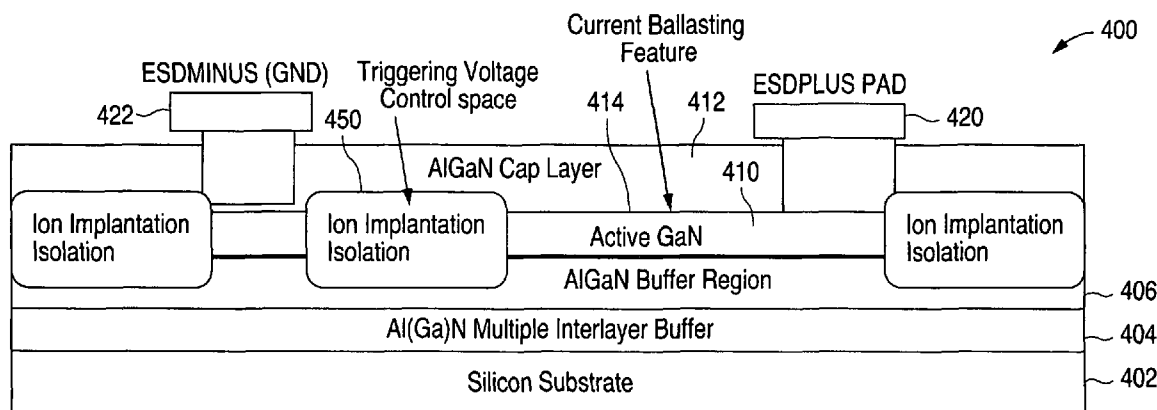 400
Current Ballasting
Feature
ESDMINUS (GND)
Triggering Voltage
Control space
ESDPLUS PAD
422
450
414
412
420
AlGaN Cap Layer
410
Ion Implantation
Isolation
Ion Implantation
Isolation
Active GaN
Ion Implantation
Isolation
AlGaN Buffer Region
406
Al(Ga)N Multiple Interlayer Buffer
404
Silicon Substrate
402